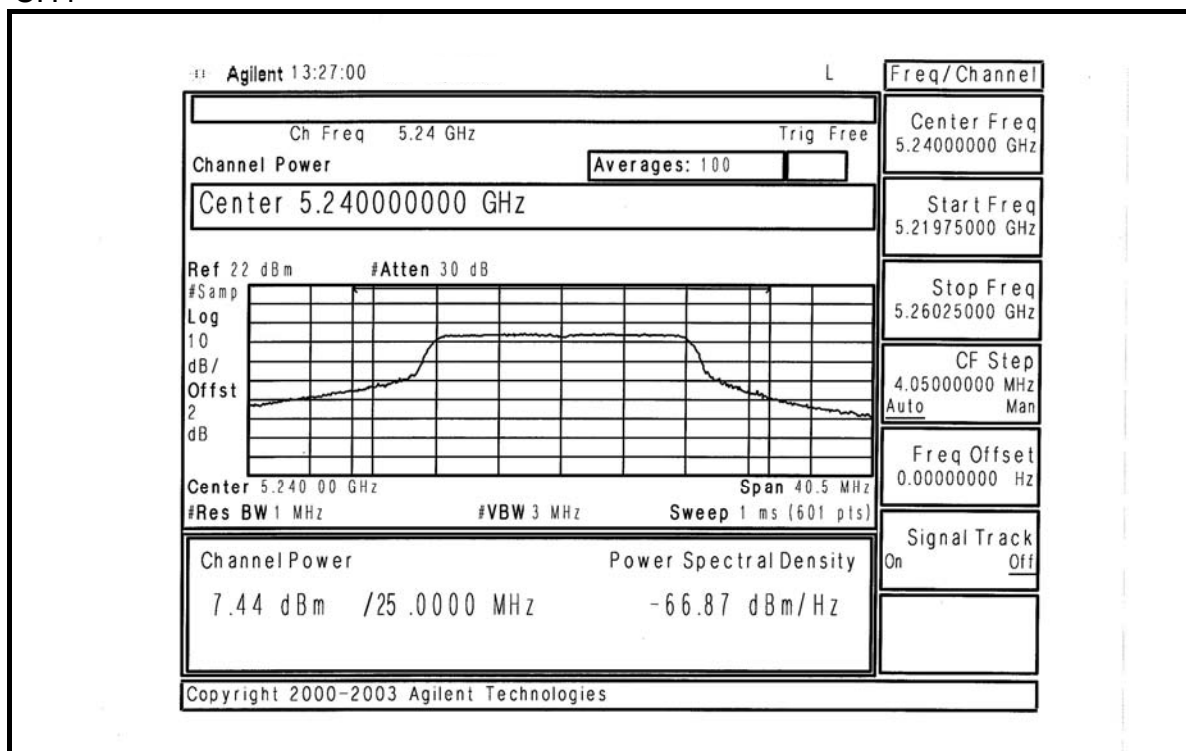 Agilent 13:27:00 L
Freq/Channel
Ch Freq 5.24 GHz Trig Free
Channel Power Averages: 100
Center 5.240000000 GHz
Ref 22 dBm #Atten 30 dB
#Samp
Log
10
dB/
Offst
2
dB
Center 5.240 00 GHz Span 40.5 MHz
#Res BW 1 MHz #VBW 3 MHz Sweep 1 ms (601 pts)
Channel Power Power Spectral Density
7.44 dBm /25.0000 MHz -66.87 dBm/Hz
Center Freq
5.24000000 GHz
Start Freq
5.21975000 GHz
Stop Freq
5.26025000 GHz
CF Step
4.05000000 MHz
Auto Man
Freq Offset
0.00000000 Hz
Signal Track
On Off
Copyright 2000-2003 Agilent Technologies